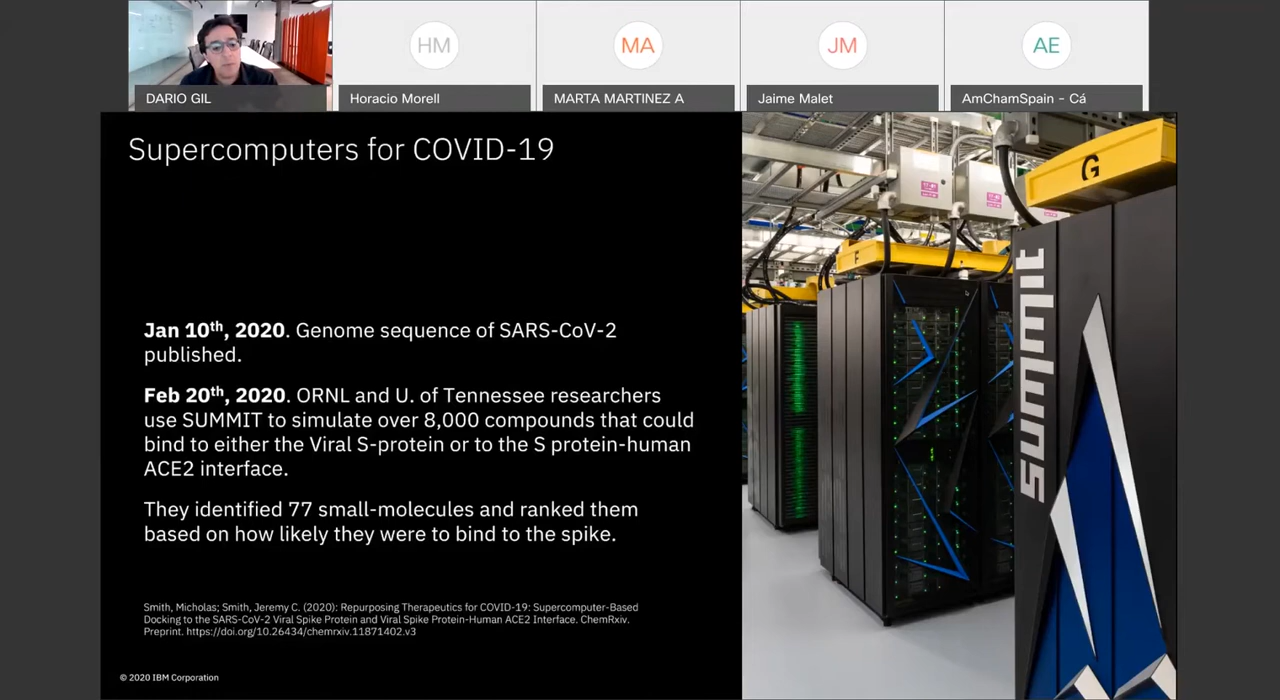 HM
MA
JM
AE
DARIO GIL
Horacio Morell
MARTA MARTINEZ A
Jaime Malet
AmChamSpain - Cá
Supercomputers for COVID-19
Jan 10th, 2020. Genome sequence of SARS-CoV-2
published.
Feb 20th, 2020. ORNL and U. of Tennessee researchers
use SUMMIT to simulate over 8,000 compounds that could
bind to either the Viral S-protein or to the S protein-human
ACE2 interface.
They identified 77 small-molecules and ranked them
based on how likely they were to bind to the spike.
Smith, Micholas; Smith, Jeremy C. (2020): Repurposing Therapeutics for COVID-19: Supercomputer-Based
Docking to the SARS-CoV-2 Viral Spike Protein and Viral Spike Protein-Human ACE2 Interface. ChemRxiv.
Preprint. https://doi.org/10.26434/chemrxiv.11871402.v3
© 2020 IBM Corporation
G
F
summit